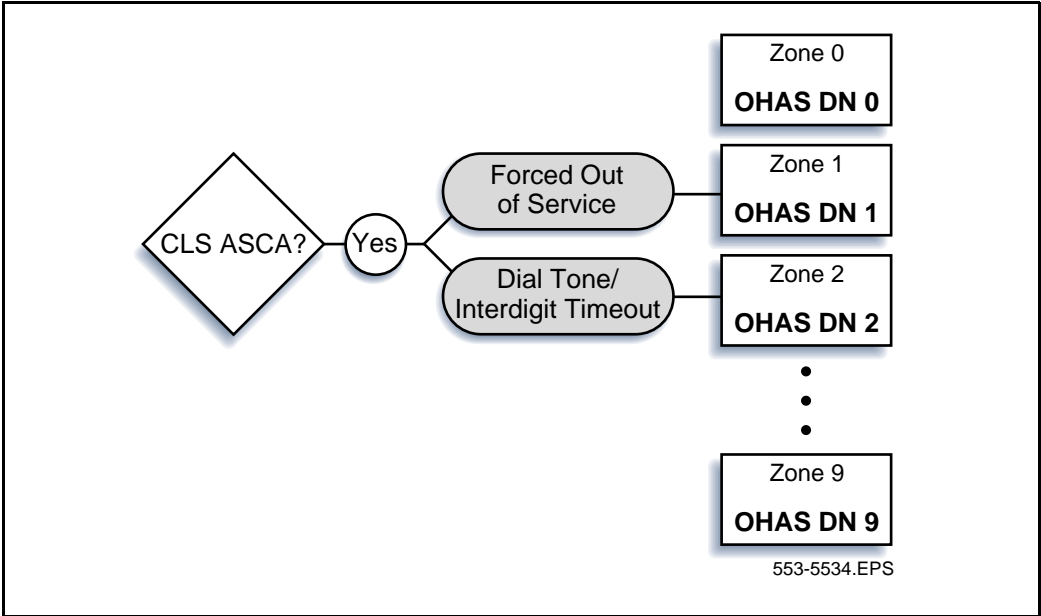 Zone 0
OHAS DN 0
Zone 1
OHAS DN 1
Forced Out
of Service
CLS ASCA?
Yes
Dial Tone/
Interdigit Timeout
Zone 2
OHAS DN 2
Zone 9
OHAS DN 9
553-5534.EPS